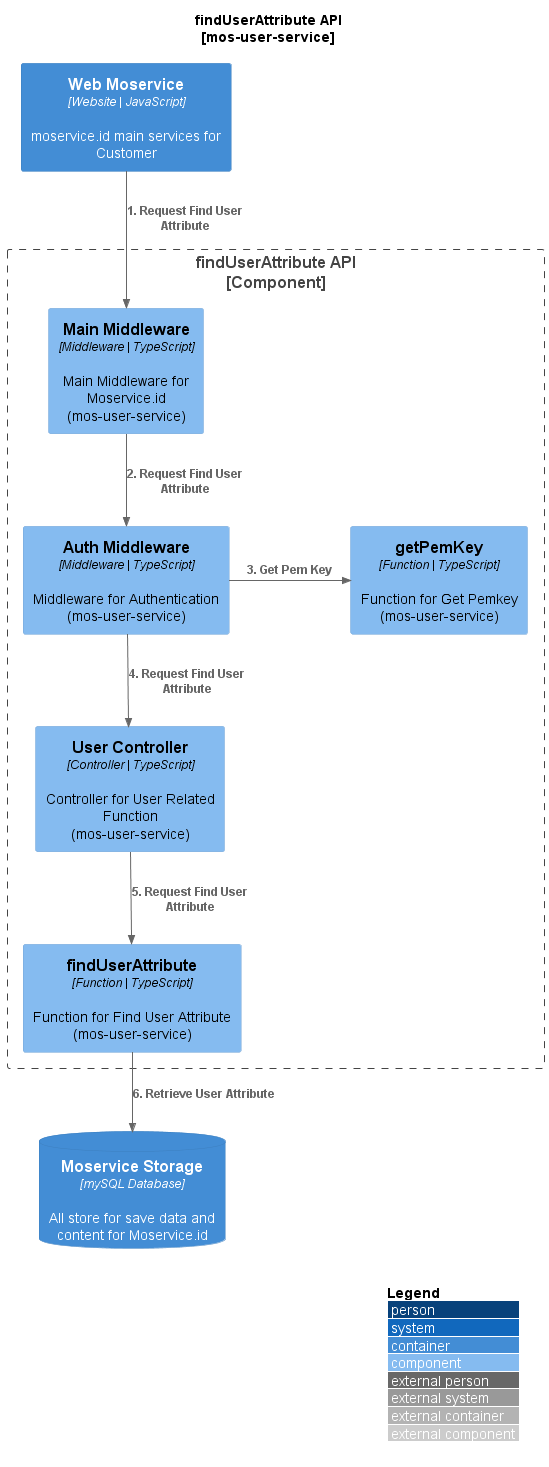 findUserAttribute API
[mos-user-service]
Web Moservice
[Website | JavaScript]
moservice.id main services for
Customer
1. Request Find User
Attribute
findUserAttribute API
[Component]
Main Middleware
[Middleware | TypeScript]
Main Middleware for
Moservice.id
(mos-user-service)
2. Request Find User
Attribute
Auth Middleware
[Middleware | TypeScript]
Middleware for Authentication
(mos-user-service)
3. Get Pem Key
getPemKey
[Function | TypeScript]
Function for Get Pemkey
(mos-user-service)
4. Request Find User
Attribute
User Controller
[Controller | TypeScript]
Controller for User Related
Function
(mos-user-service)
5. Request Find User
Attribute
findUserAttribute
[Function | TypeScript]
Function for Find User Attribute
(mos-user-service)
6. Retrieve User Attribute
Moservice Storage
[mySQL Database]
All store for save data and
content for Moservice.id
Legend
person
system
container
component
external person
external system
external container
external component